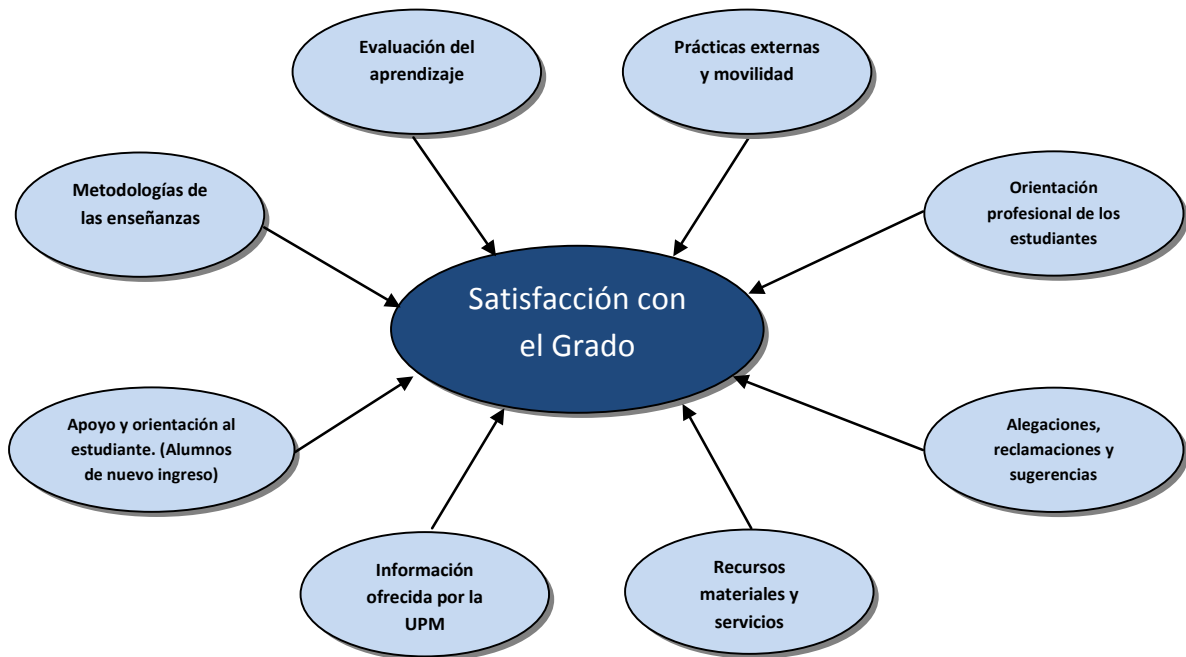 Evaluación del
aprendizaje
Prácticas externas
y movilidad
Metodologías de
las enseñanzas
Orientación
profesional de los
estudiantes
Satisfacción con
el Grado
Apoyo y orientación al
estudiante. (Alumnos
de nuevo ingreso)
Alegaciones,
reclamaciones y
sugerencias
Información
ofrecida por la
UPM
Recursos
materiales y
servicios